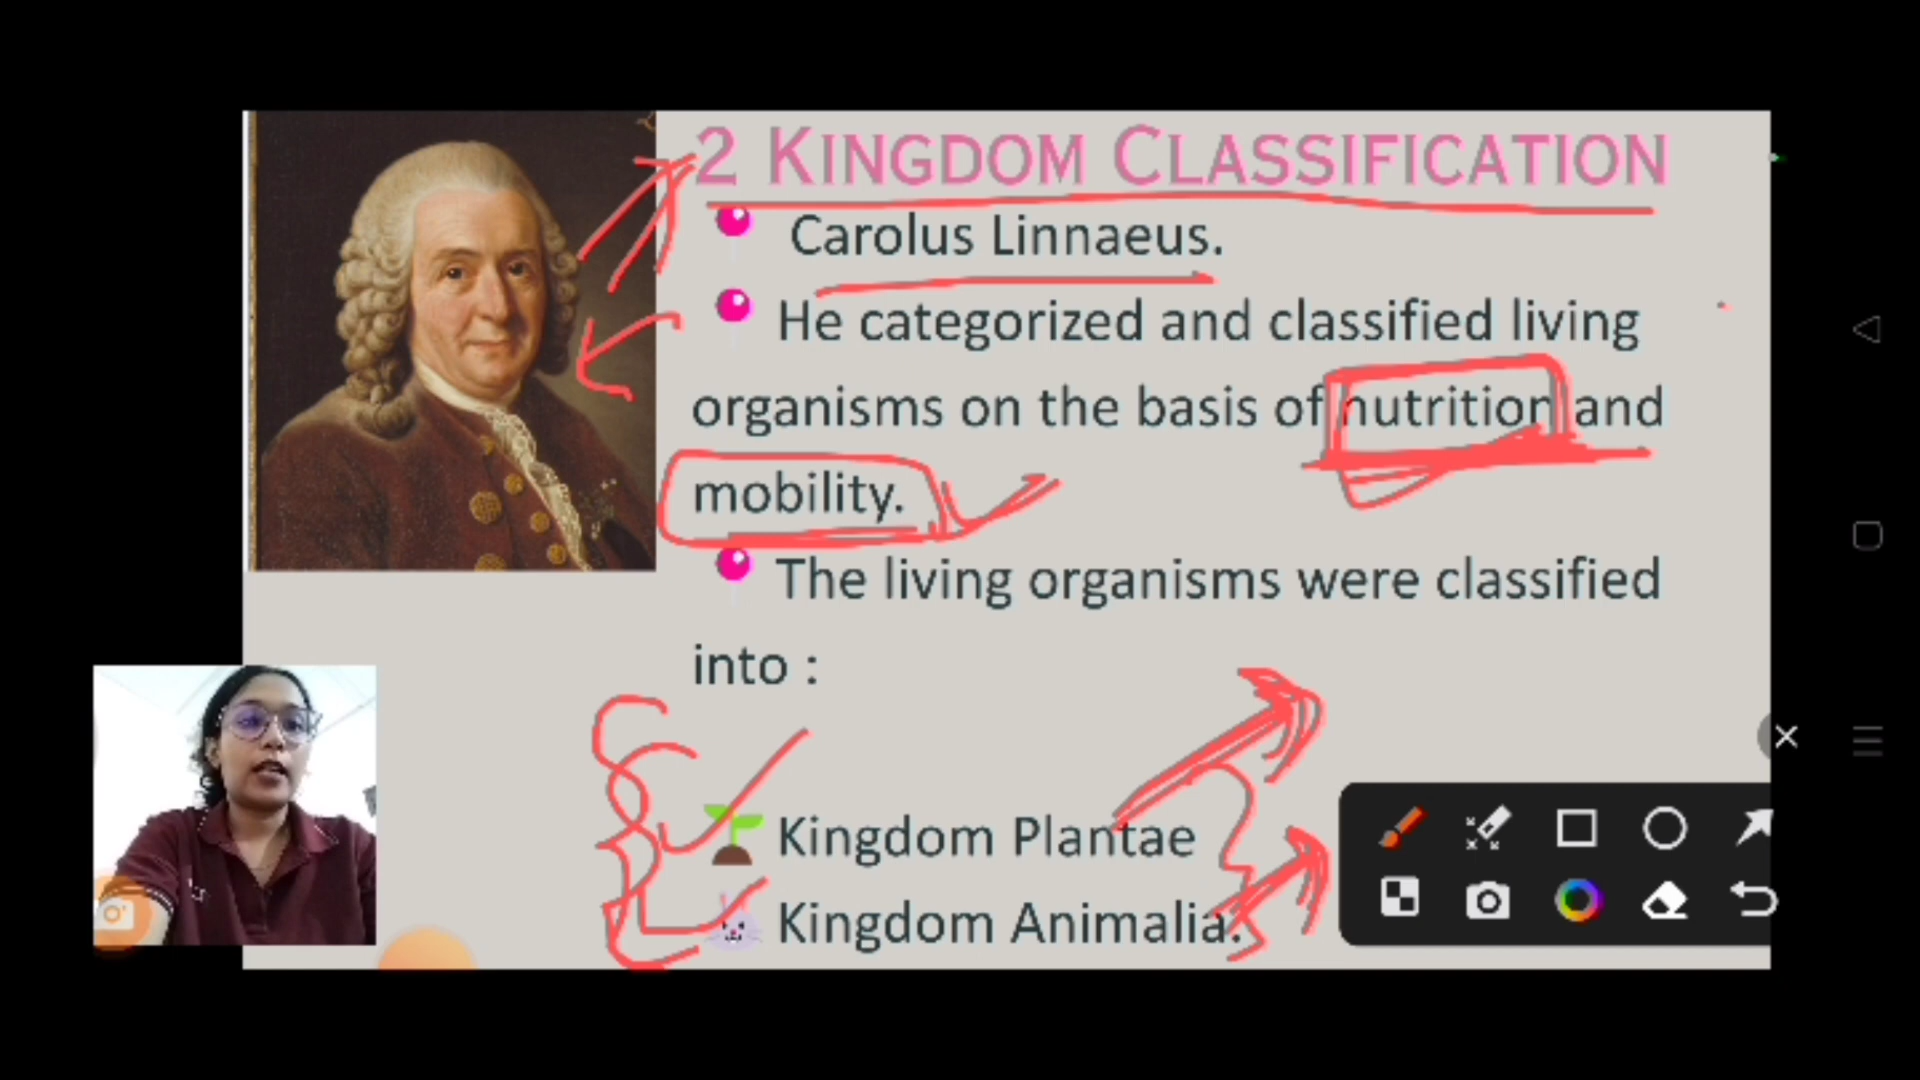 2 KINGDOM CLASSIFICATION
Carolus Linnaeus.
He categorized and classified living
organisms on the basis of nutrition and
mobility.
The living organisms were classified
into :
Kingdom Plantae
Kingdom Animalia.